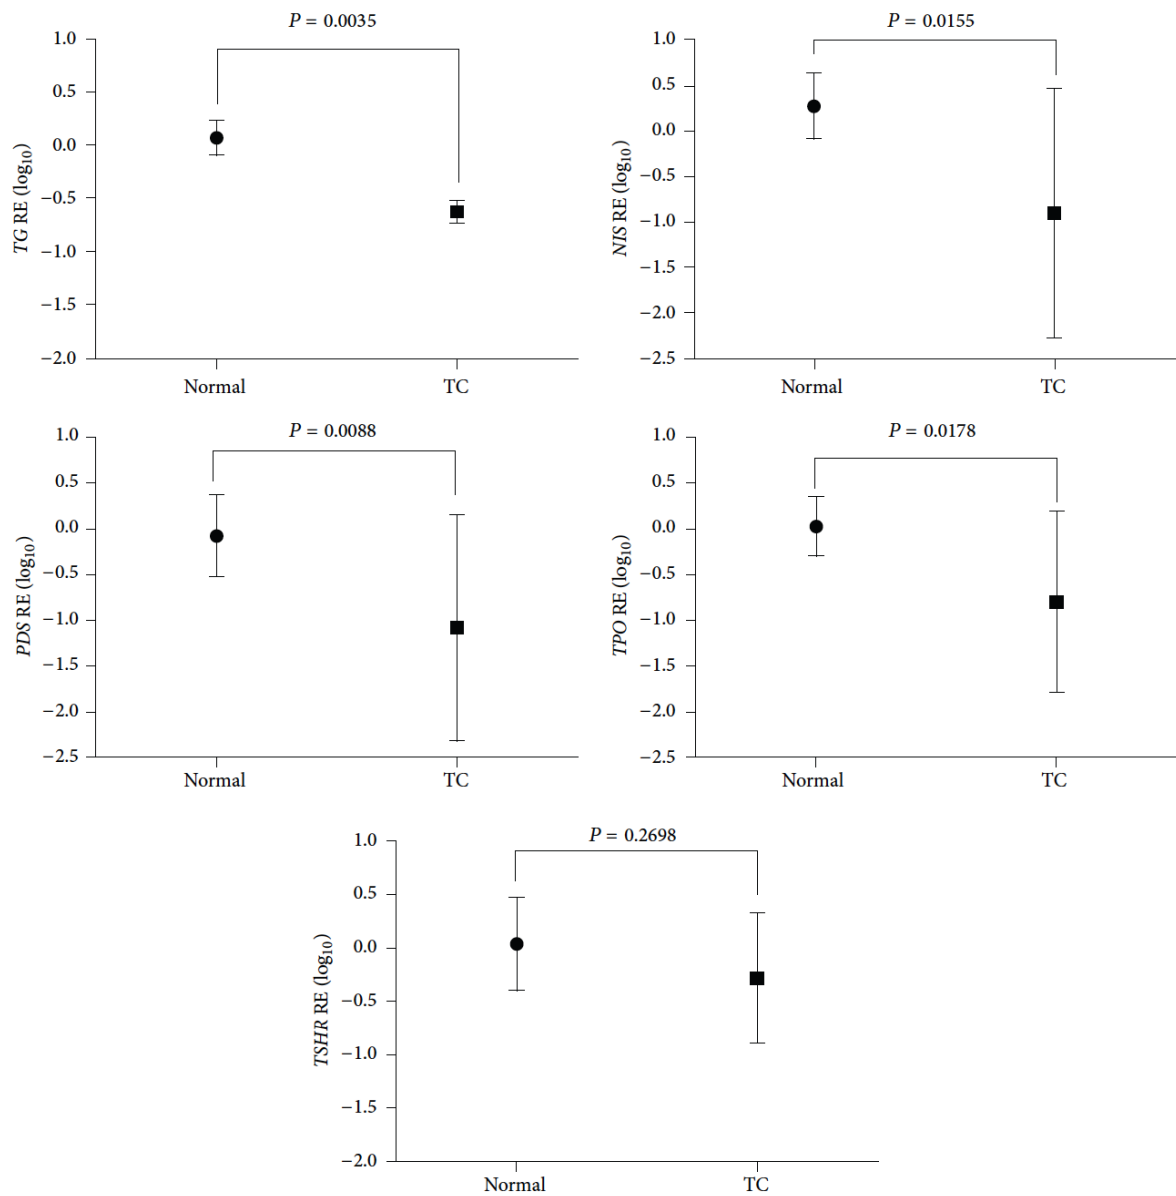 P = 0.0035
1.0
0.5
0.0
−0.5
−1.0
−1.5
−2.0
TG RE (log10)
Normal TC
P = 0.0155
1.0
0.5
0.0
−0.5
−1.0
−1.5
−2.0
−2.5
NIS RE (log10)
Normal TC
P = 0.0088
1.0
0.5
0.0
−0.5
−1.0
−1.5
−2.0
−2.5
PDS RE (log10)
Normal TC
P = 0.0178
1.0
0.5
0.0
−0.5
−1.0
−1.5
−2.0
−2.5
TPO RE (log10)
Normal TC
P = 0.2698
1.0
0.5
0.0
−0.5
−1.0
−1.5
−2.0
TSHR RE (log10)
Normal TC